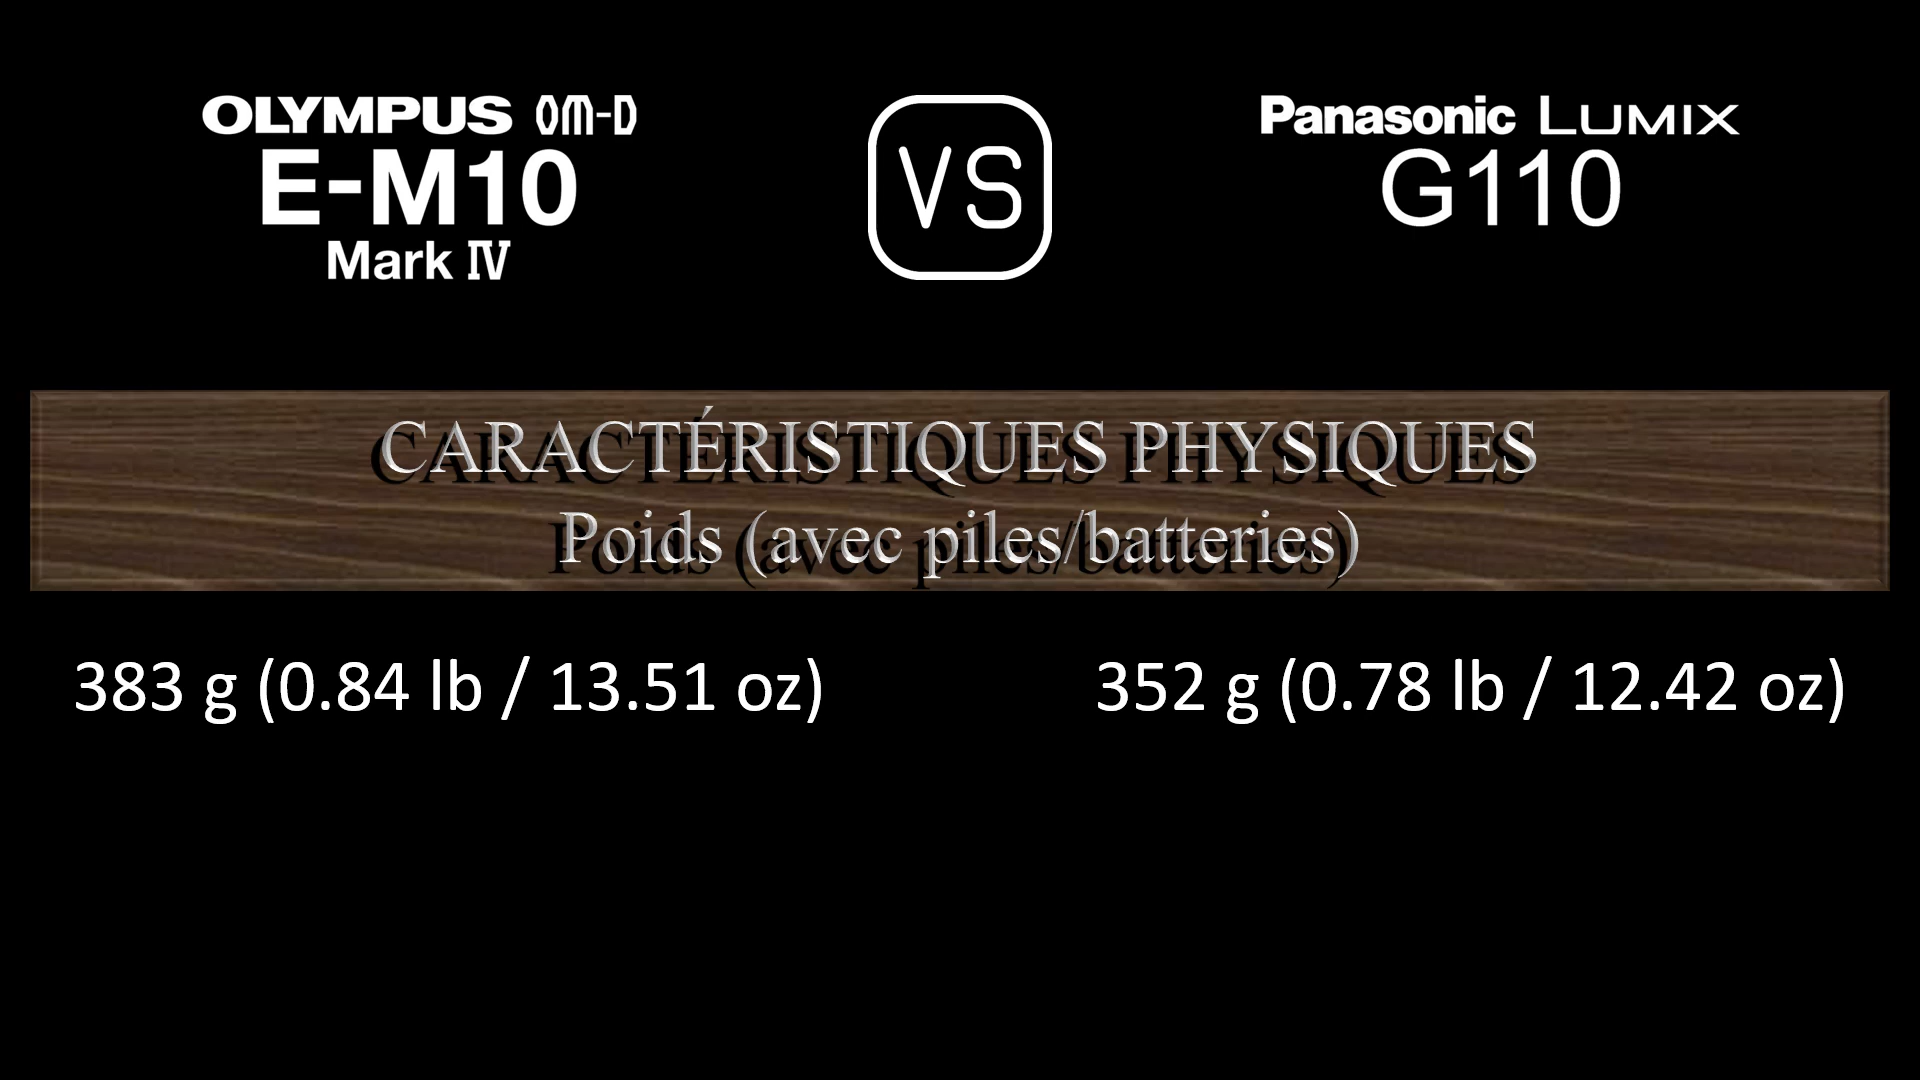 OLYMPUS OM-D
E-M10
Mark IV
VS
Panasonic LUMIX
G110
CARACTÉRISTIQUES PHYSIQUES
Poids (avec piles/batteries)
383 g (0.84 lb / 13.51 oz)
352 g (0.78 lb / 12.42 oz)